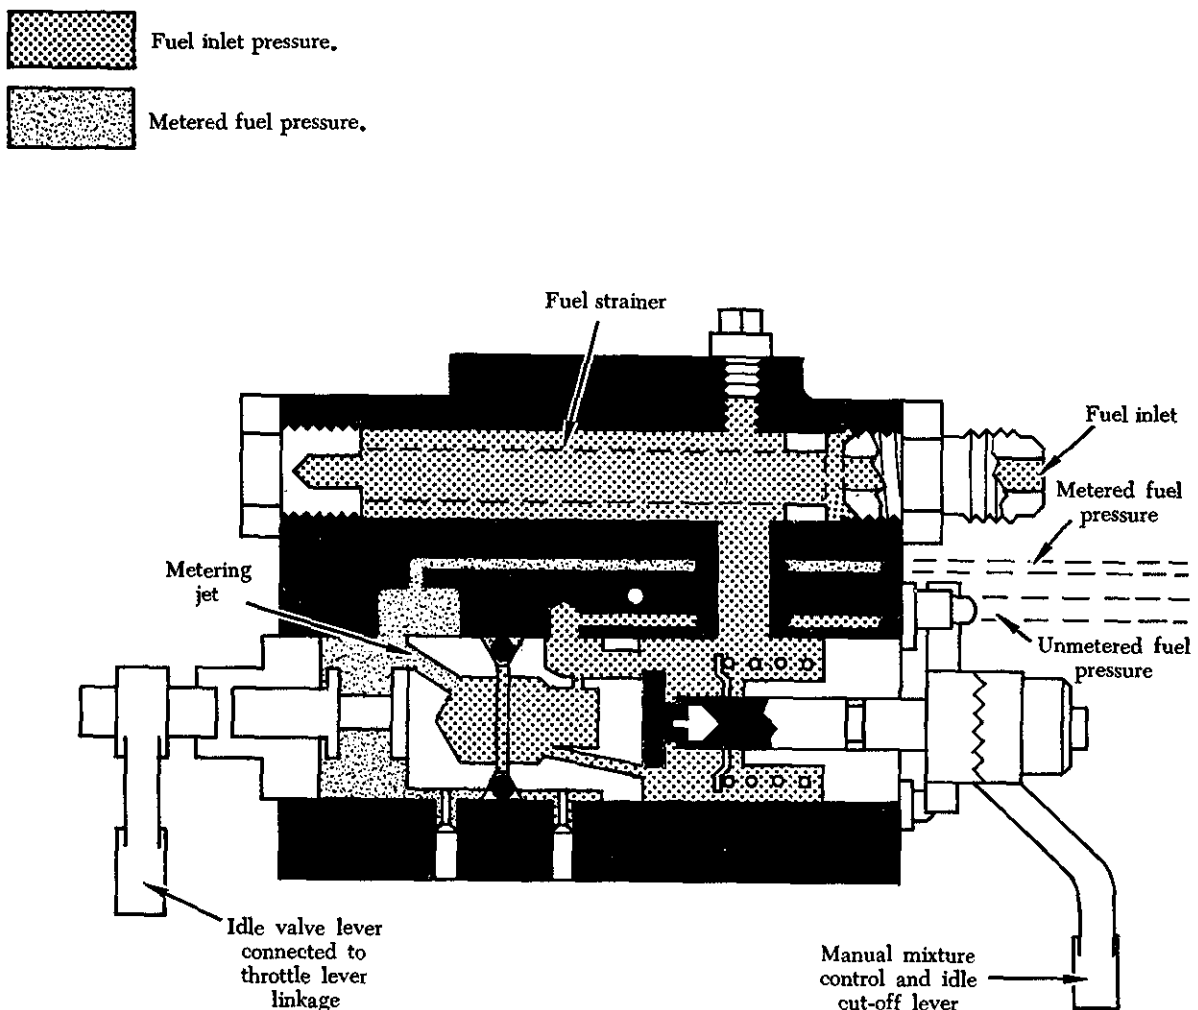 Fuel inlet pressure.
Metered fuel pressure.
Fuel strainer
Fuel inlet
Metered fuel
pressure
Metering
jet
Unmetered fuel
pressure
Idle valve lever
connected to
throttle lever
linkage
Manual mixture
control and idle
cut-off lever